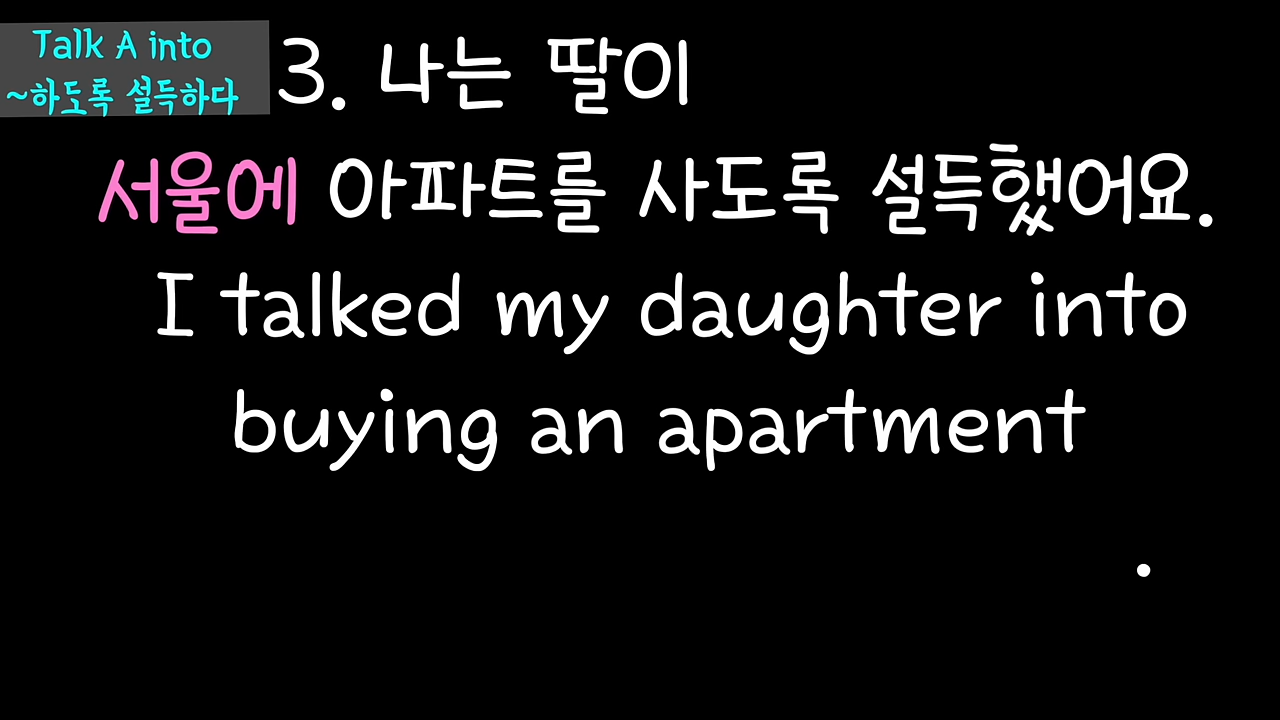 Talk A into
~하도록 설득하다
3. 나는 딸이
서울에 아파트를 사도록 설득했어요.
I talked my daughter into
buying an apartment
.